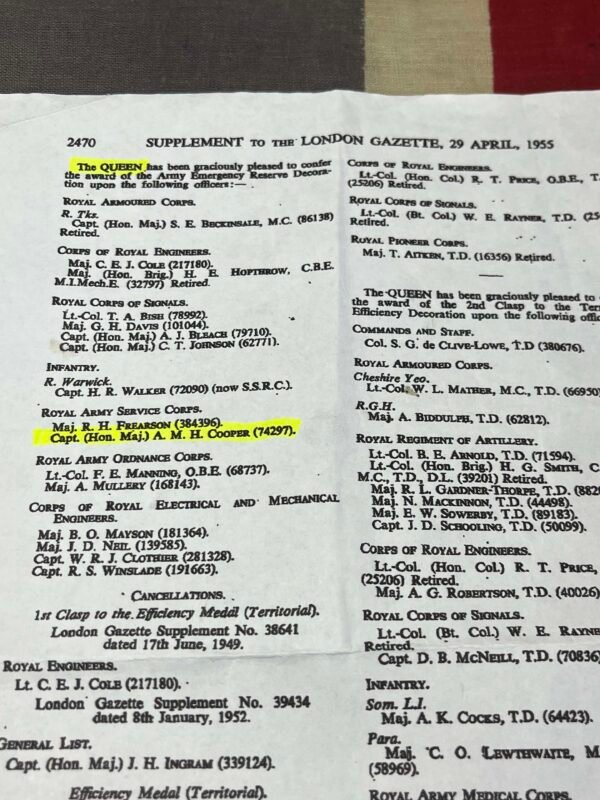 2470 SUPPLEMENT TO THE LONDON GAZETTE, 29 APRIL, 1955
The QUEEN has been graciously pleased to confer
the award of the Army Emergency Reserve Decora-
tion upon the following officers:—
ROYAL ARMOURED CORPS.
R. Tks.
Capt. (Hon. Maj.) S. E. BECKINSALE, M.C. (86138)
Retired.
CORPS OF ROYAL ENGINEERS.
Maj. C. E. J. COLE (217180).
Maj. (Hon. Brig.) H. E. HOPTHROW, C.B.E.
M.I.Mech.E. (32797) Retired.
ROYAL CORPS OF SIGNALS.
Lt.-Col. T. A. BISH (78992).
Maj. G. H. DAVIS (101044).
Capt. (Hon. Maj.) A. J. BLEACH (79710).
Capt. (Hon. Maj.) C. T. JOHNSON (62771).
INFANTRY.
R. Warwick.
Capt. H. R. WALKER (72090) (now S.S.R.C.).
ROYAL ARMY SERVICE CORPS.
Maj. R. H. FREARSON (384396).
Capt. (Hon. Maj.) A. M. H. COOPER (74297).
ROYAL ARMY ORDNANCE CORPS.
Lt.-Col. F. E. MANNING, O.B.E. (68737).
Maj. A. MULLERY (168143).
CORPS OF ROYAL ELECTRICAL AND MECHANICAL
ENGINEERS.
Maj. B. O. MAYSON (181364).
Maj. J. D. NEIL (139585).
Capt. W. R. J. CLOTHIER (281328).
Capt. R. S. WINSLADE (191663).
CANCELLATIONS.
1st Clasp to the Efficiency Medal (Territorial).
London Gazette Supplement No. 38641
dated 17th June, 1949.
ROYAL ENGINEERS.
Lt. C. E. J. COLE (217180).
London Gazette Supplement No. 39434
dated 8th January, 1952.
GENERAL LIST.
Capt. (Hon. Maj.) J. H. INGRAM (339124).
Efficiency Medal (Territorial).
CORPS OF ROYAL ENGINEERS.
Lt.-Col. (Hon. Col.) R. T. PRICE, O.B.E., T.
(25206) Retired.
ROYAL CORPS OF SIGNALS.
Lt.-Col. (Bt. Col.) W. E. RAYNER, T.D. (25
Retired.
ROYAL PIONEER CORPS.
Maj. T. AITKEN, T.D. (16356) Retired.
The QUEEN has been graciously pleased to
the award of the 2nd Clasp to the Terr
Efficiency Decoration upon the following offic
COMMANDS AND STAFF.
Col. S. G. de CLIVE-LOWE, T.D (380676).
ROYAL ARMOURED CORPS.
Cheshire Yeo.
Lt.-Col. W. L. MATHER, M.C., T.D. (66950)
R.G.H.
Maj. A. BIDDULPH, T.D. (62812).
ROYAL REGIMENT OF ARTILLERY.
Lt.-Col. B. E. ARNOLD, T.D. (71594).
Lt.-Col. (Hon. Brig.) H. G. SMITH, C.
M.C., T.D., D.L. (39201) Retired.
Maj. R. L. GARDNER-THORPE, T.D. (882
Maj. N. MACKINNON, T.D. (44498).
Maj. E. W. SOWERBY, T.D. (89183).
Capt. J. D. SCHOOLING, T.D. (50099).
CORPS OF ROYAL ENGINEERS.
Lt.-Col. (Hon. Col.) R. T. PRICE,
(25206) Retired.
Maj. A. G. ROBERTSON, T.D. (40026)
ROYAL CORPS OF SIGNALS.
Lt.-Col. (Bt. Col.) W. E. RAYNE
Retired.
Capt. D. B. MCNEILL, T.D. (70836)
INFANTRY.
Som. L.I.
Maj. A. K. COCKS, T.D. (64423).
Para.
Maj. C. O. LEWTHWAITE, M
(58969).
ROYAL ARMY MEDICAL CORPS.